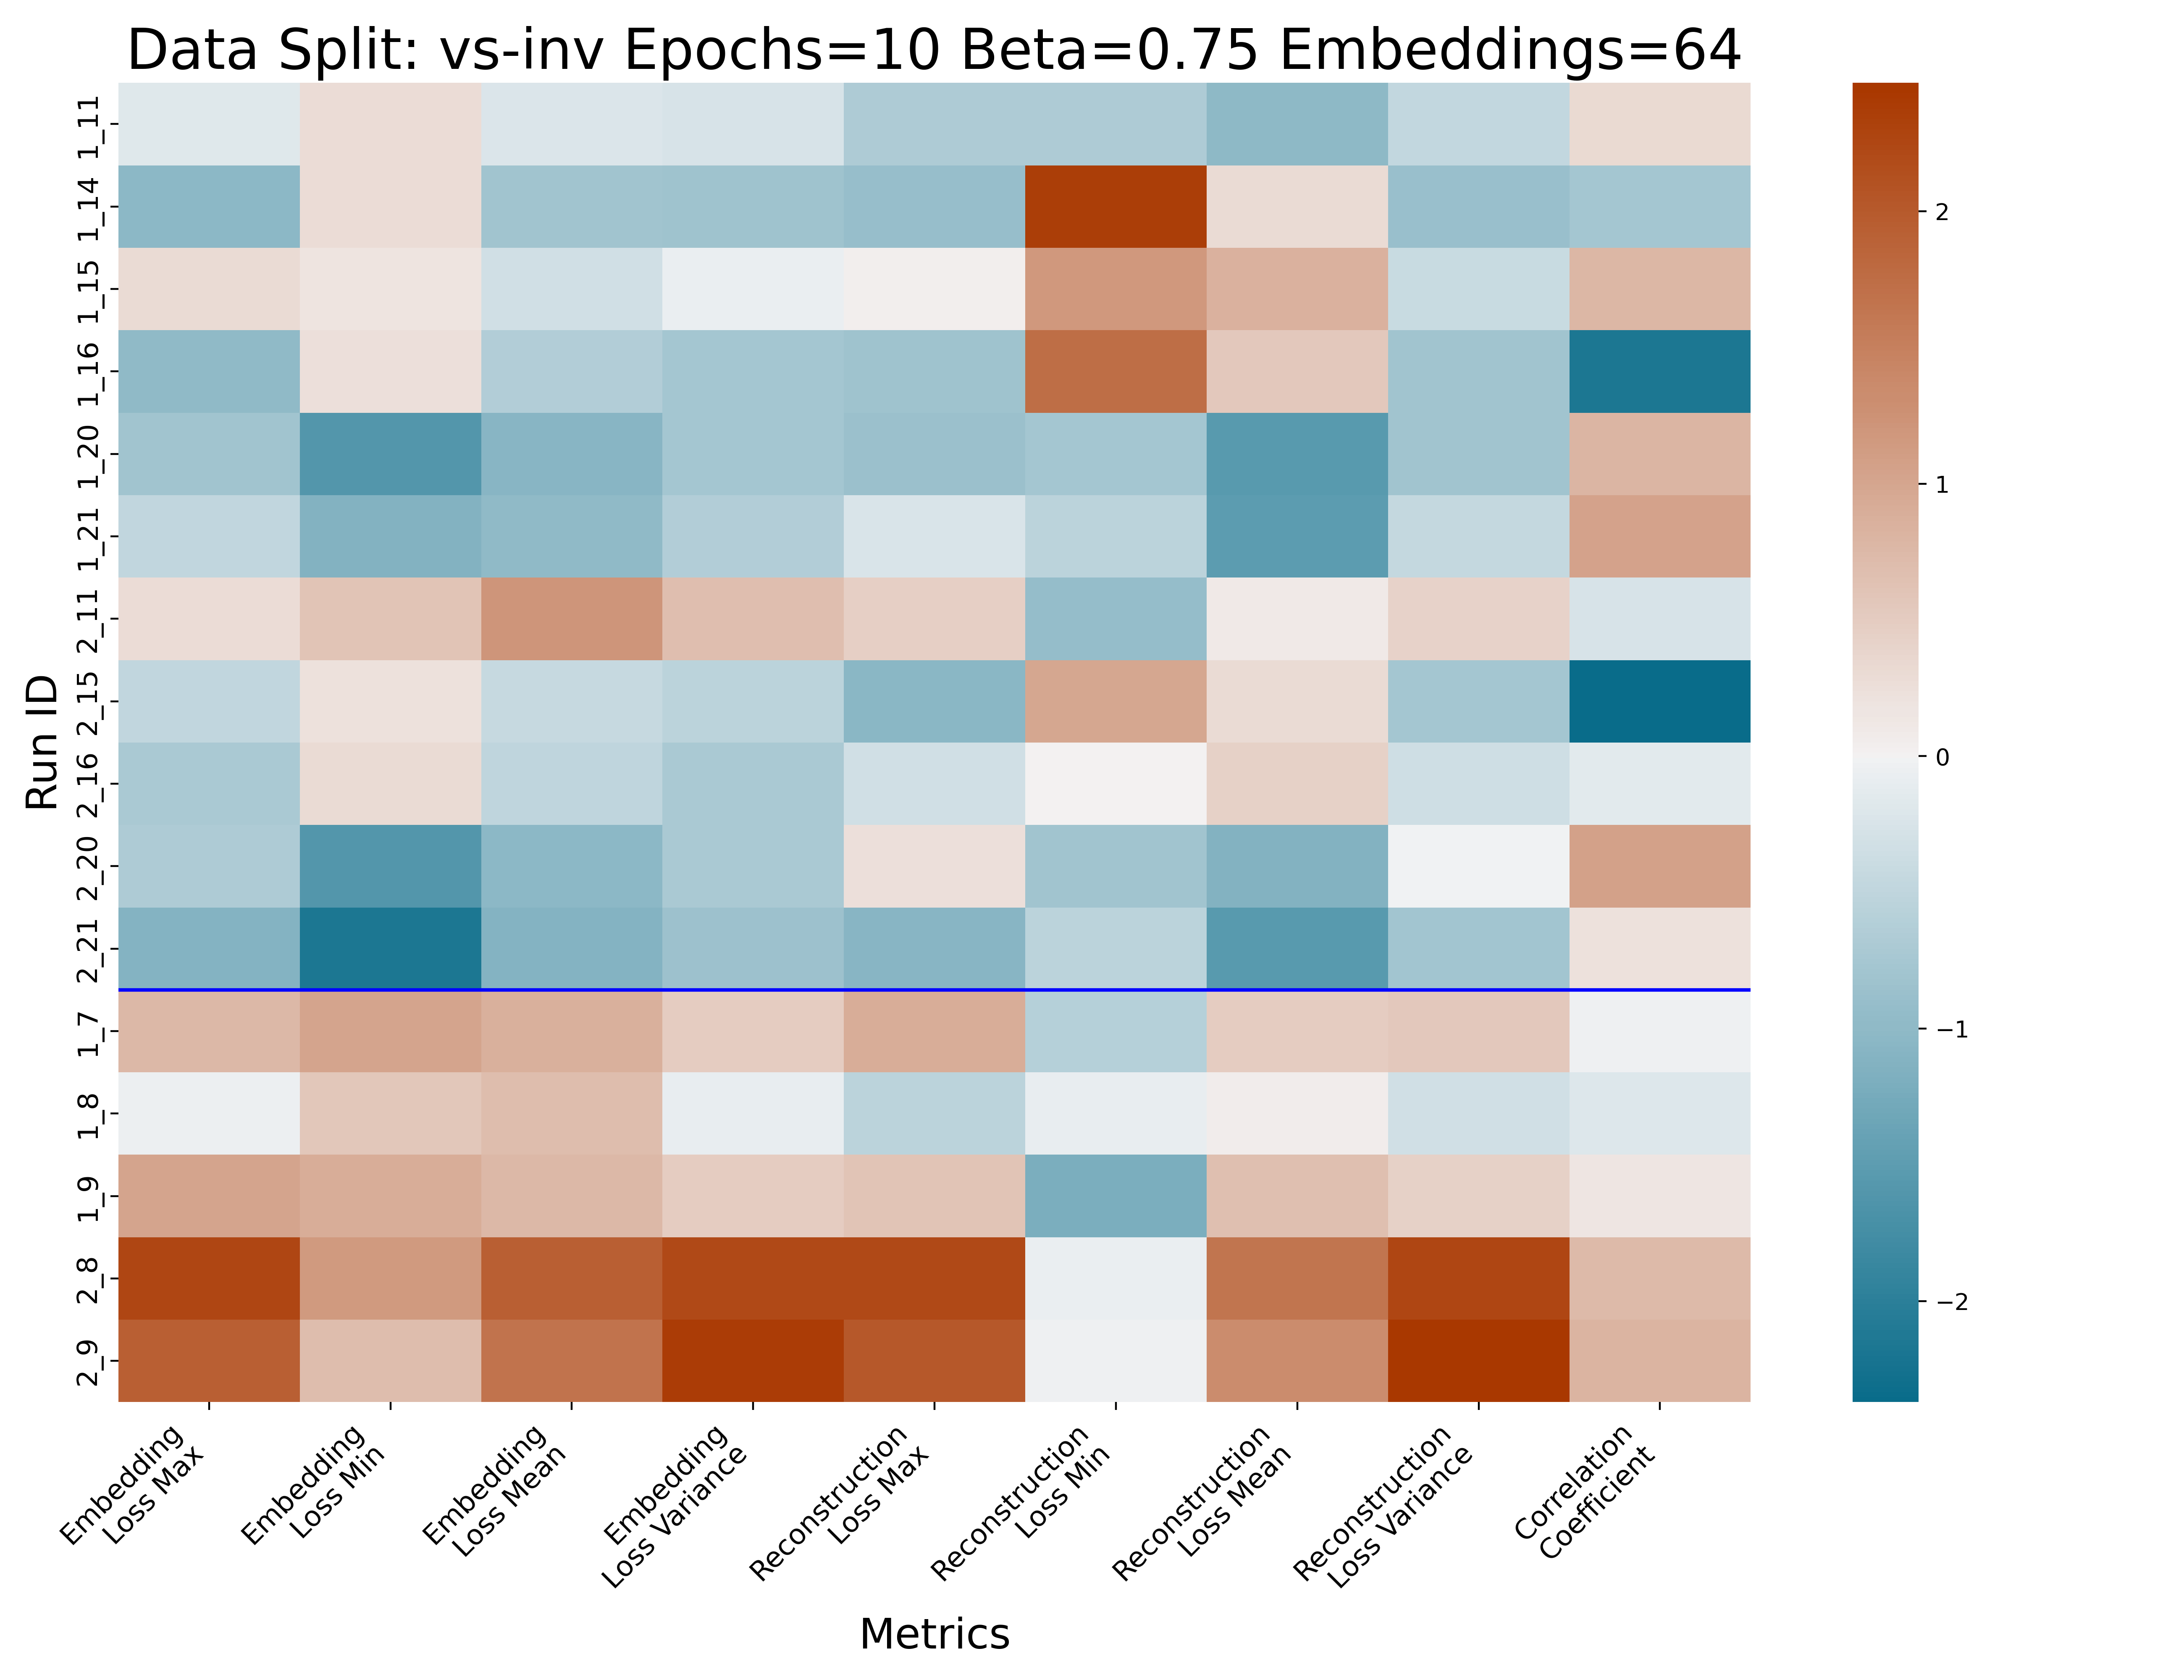 Data Split: vs-inv Epochs=10 Beta=0.75 Embeddings=64
Run ID
1_11
1_14
1_15
1_16
1_20
1_21
2_11
2_15
2_16
2_20
2_21
1_7
1_8
1_9
2_8
2_9
Embedding
Loss Max
Embedding
Loss Min
Embedding
Loss Mean
Embedding
Loss Variance
Reconstruction
Loss Max
Reconstruction
Loss Min
Reconstruction
Loss Mean
Reconstruction
Loss Variance
Correlation
Coefficient
Metrics
2
1
0
−1
−2